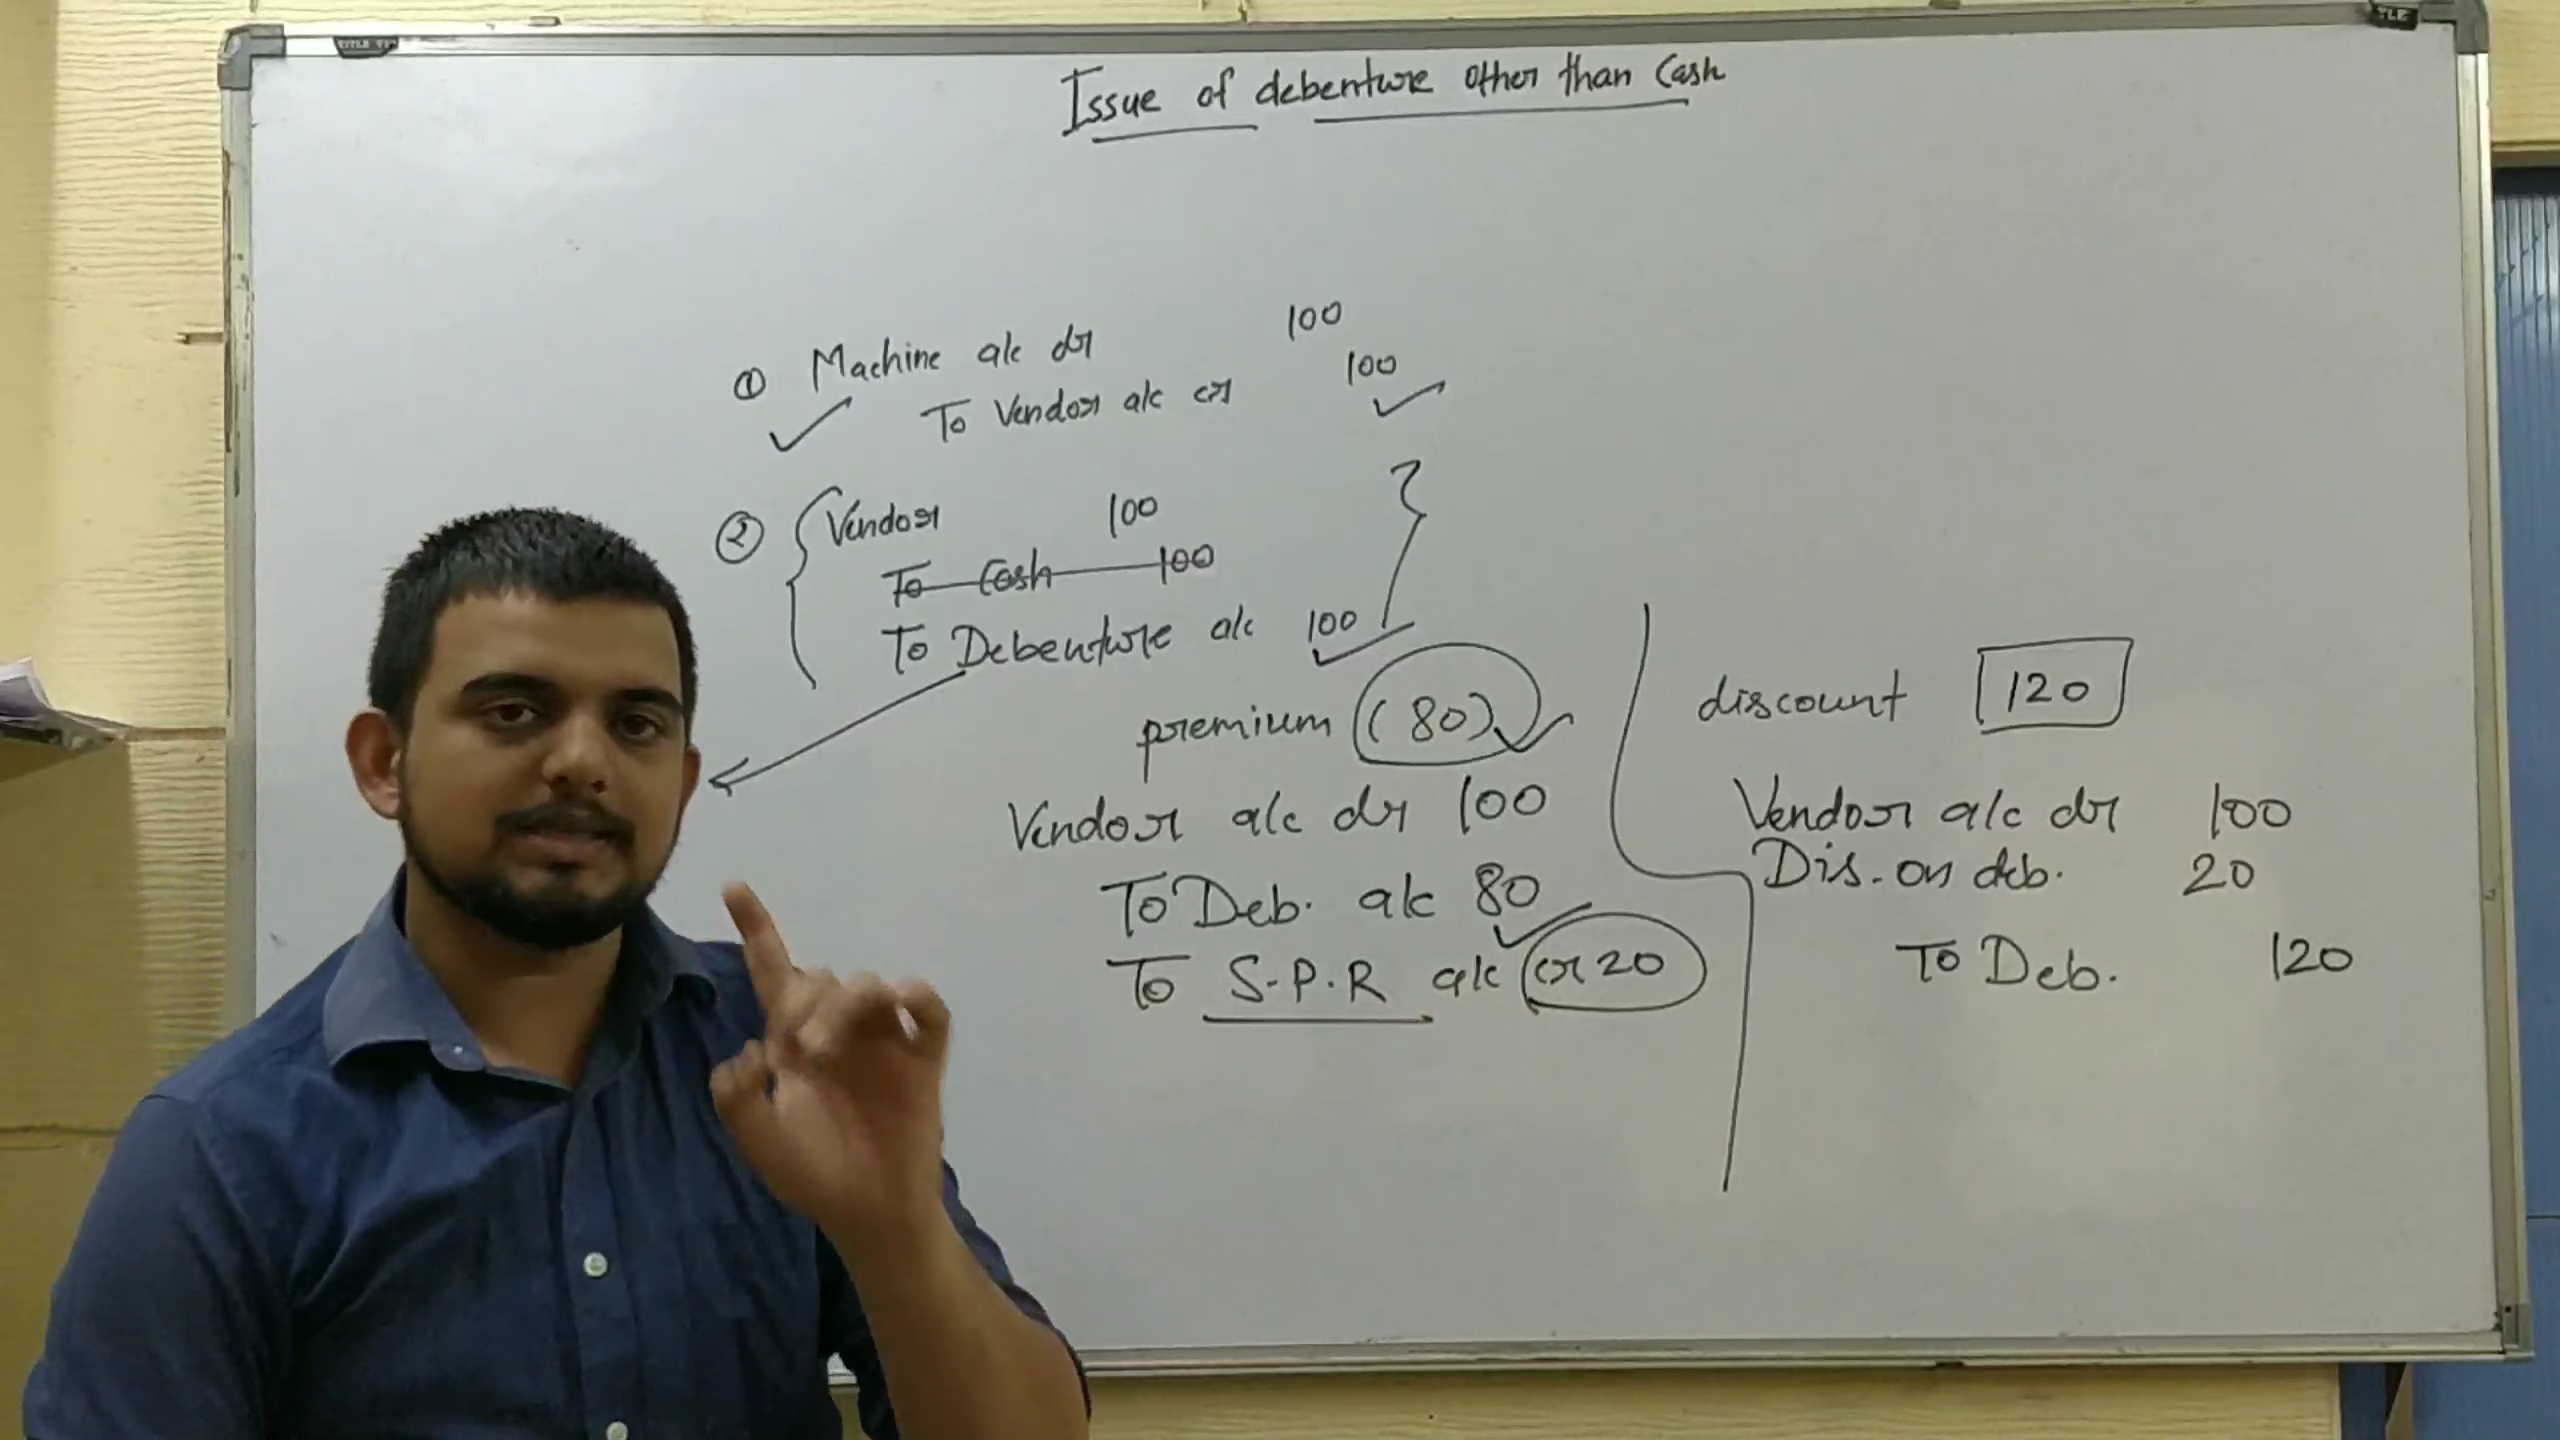 Issue of debenture other than Cash
① Machine a/c dr 100
To Vendor a/c cr 100
② Vendor 100
To Cash 100
To Debenture a/c 100
premium (80)
Vendor a/c dr 100
To Deb. a/c 80
To S.P.R a/c cr 20
discount 120
Vendor a/c dr 100
Dis. on deb. 20
To Deb. 120